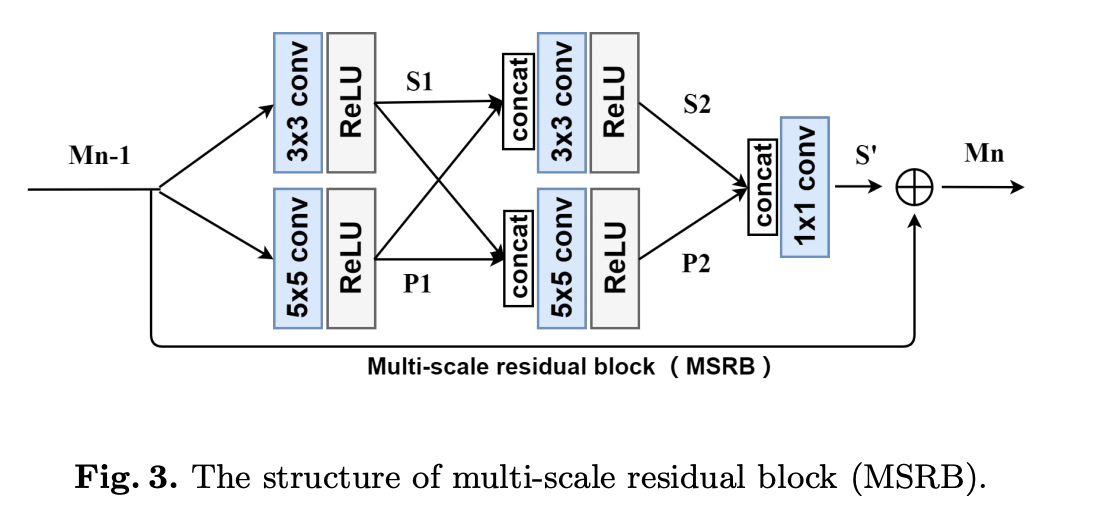 Mn-1
3x3 conv
ReLU
5x5 conv
ReLU
S1
P1
concat
3x3 conv
ReLU
concat
5x5 conv
ReLU
S2
P2
concat
1x1 conv
S'
Mn
Multi-scale residual block ( MSRB )
Fig. 3. The structure of multi-scale residual block (MSRB).